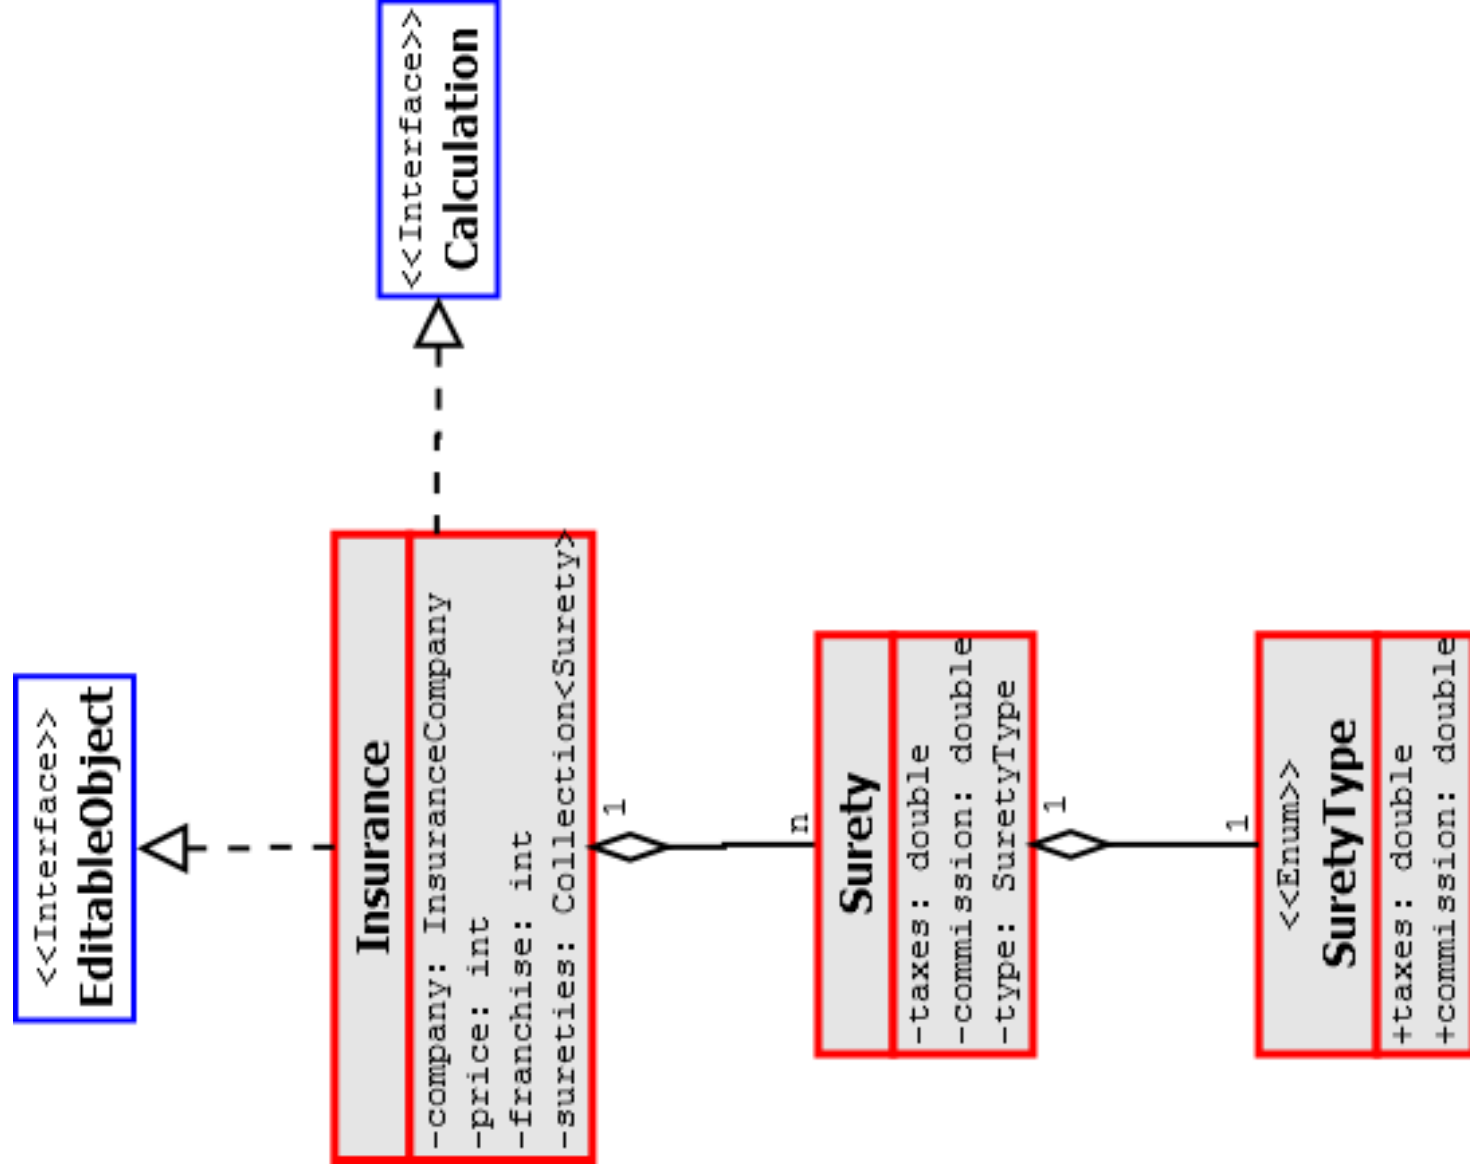 <<Interface>>
EditableObject
<<Interface>>
Calculation
Insurance
-company: InsuranceCompany
-price: int
-franchise: int
-sureties: Collection<Surety>
1
n
Surety
-taxes: double
-commission: double
-type: SuretyType
1
1
<<Enum>>
SuretyType
+taxes: double
+commission: double